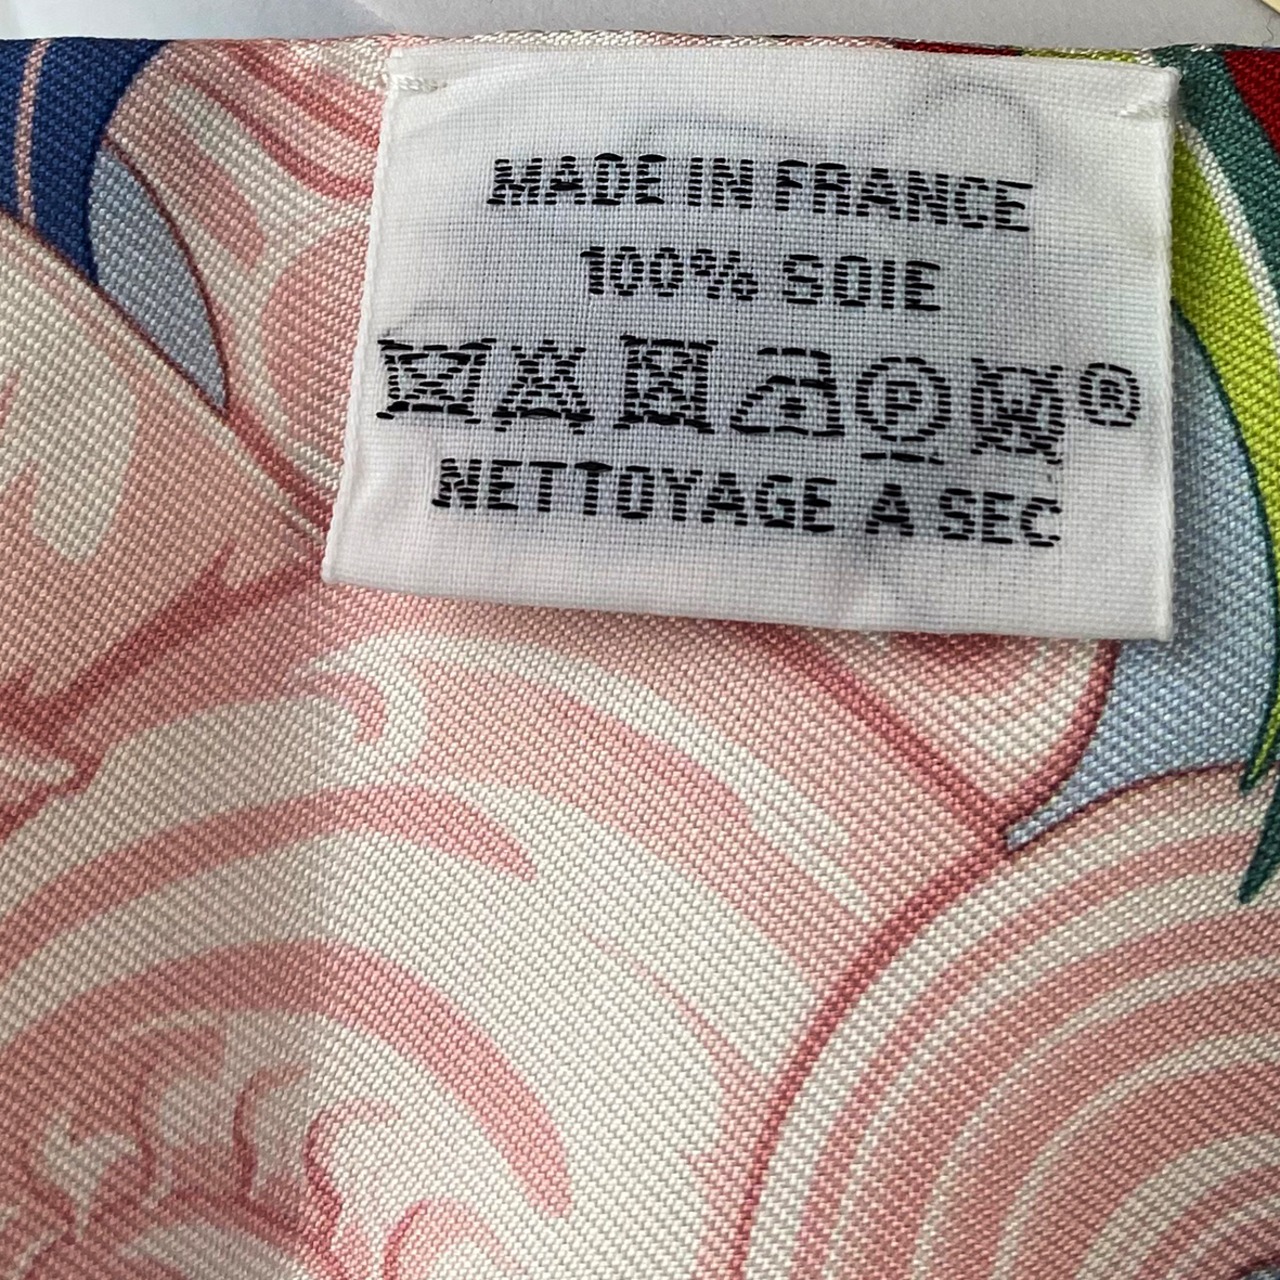 MADE IN FRANCE
100% SOIE
P ®
NETTOYAGE A SEC